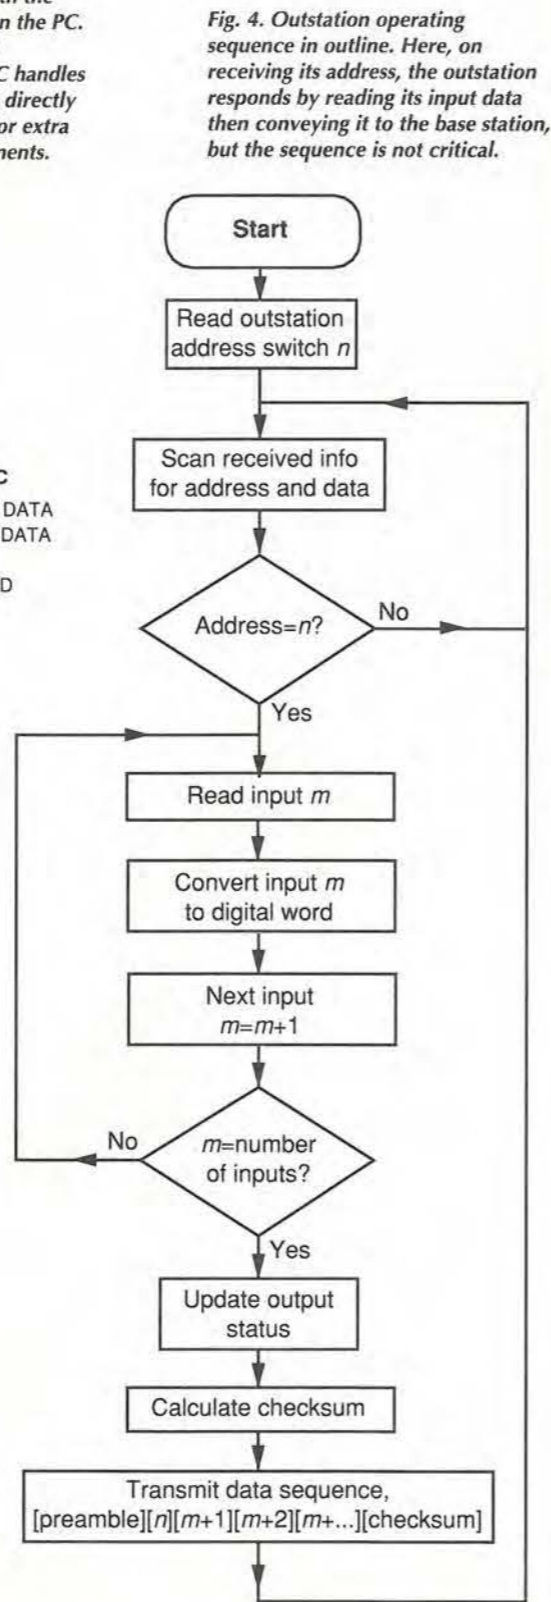 n the PC.
C handles
directly
or extra
nents.
Fig. 4. Outstation operating
sequence in outline. Here, on
receiving its address, the outstation
responds by reading its input data
then conveying it to the base station,
but the sequence is not critical.
C
DATA
DATA
D
Start
Read outstation
address switch n
Scan received info
for address and data
Address=n?
No
Yes
Read input m
Convert input m
to digital word
Next input
m=m+1
No
m=number
of inputs?
Yes
Update output
status
Calculate checksum
Transmit data sequence,
[preamble][n][m+1][m+2][m+...][checksum]